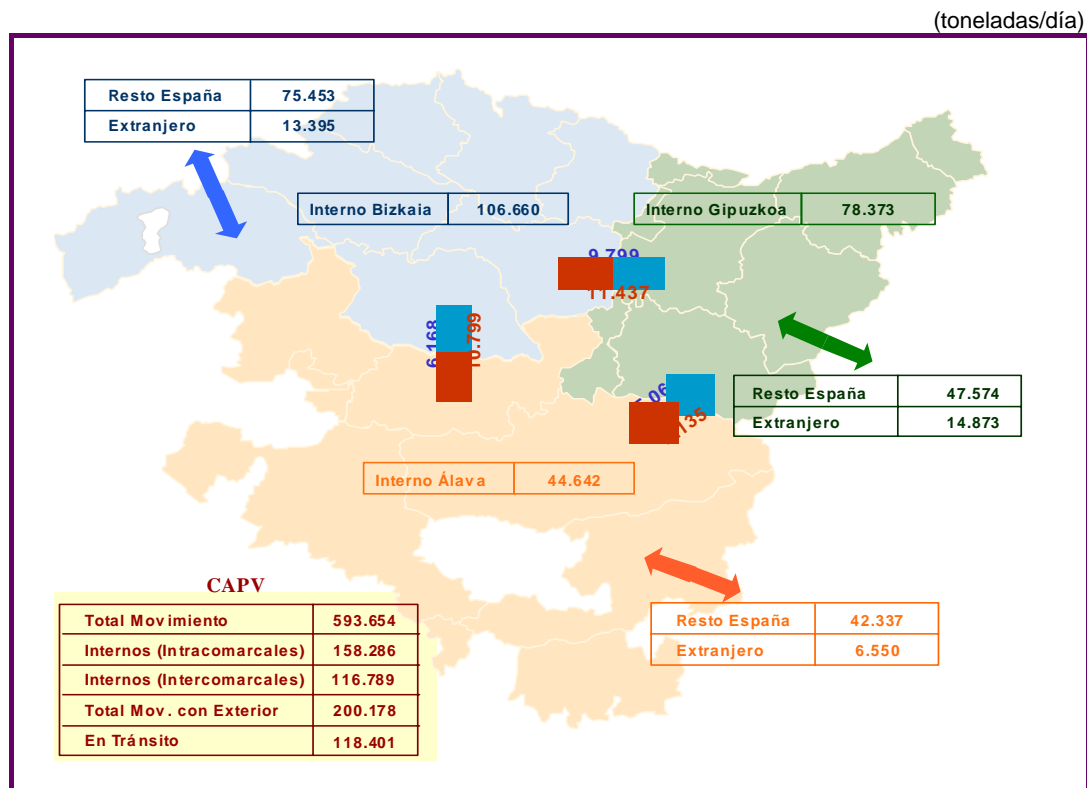 (toneladas/día)
Resto España 75.453
Extranjero 13.395
Interno Bizkaia 106.660
Interno Gipuzkoa 78.373
9.799
11.437
6.168
10.799
Resto España 47.574
Extranjero 14.873
Interno Álava 44.642
CAPV
Total Movimiento 593.654
Internos (Intracomarcales) 158.286
Internos (Intercomarcales) 116.789
Total Mov. con Exterior 200.178
En Tránsito 118.401
Resto España 42.337
Extranjero 6.550